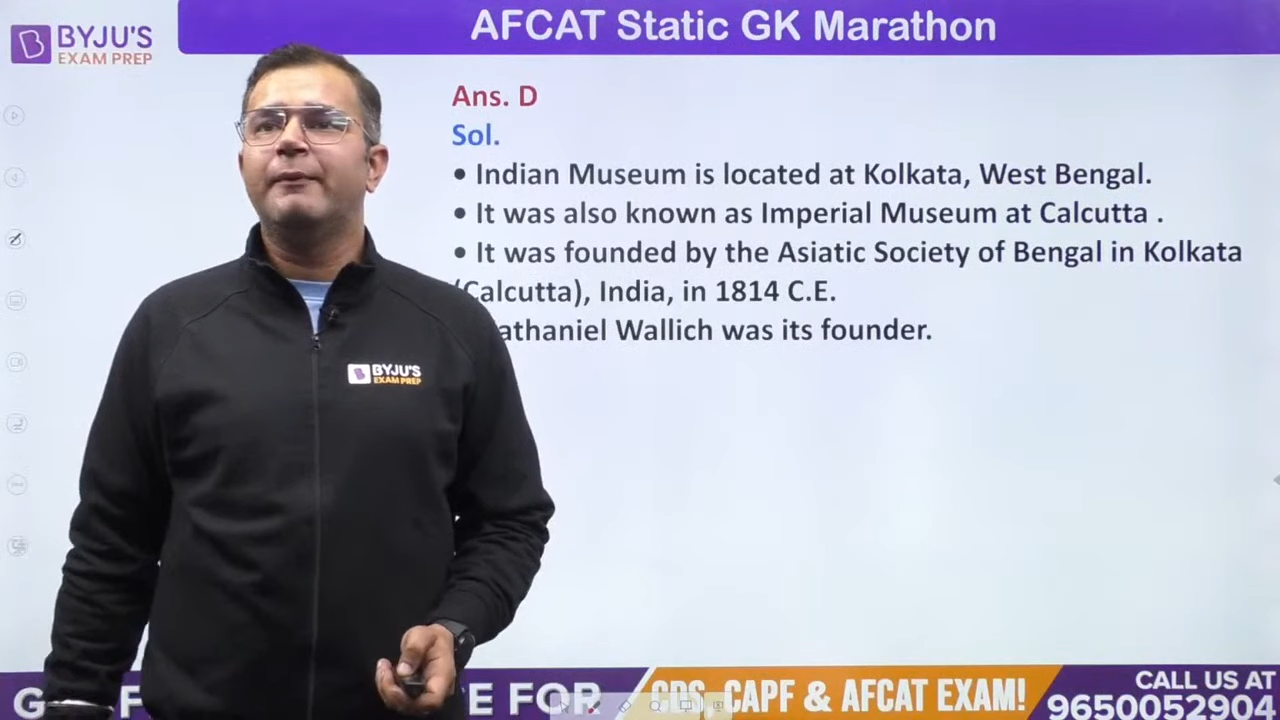 BYJU'S
EXAM PREP
AFCAT Static GK Marathon
Ans. D
Sol.
• Indian Museum is located at Kolkata, West Bengal.
• It was also known as Imperial Museum at Calcutta .
• It was founded by the Asiatic Society of Bengal in Kolkata
(Calcutta), India, in 1814 C.E.
Wallich was its founder.
BYJU'S
EXAM PREP
FOR
CDS, CAPF & AFCAT EXAM!
CALL US AT
9650052904